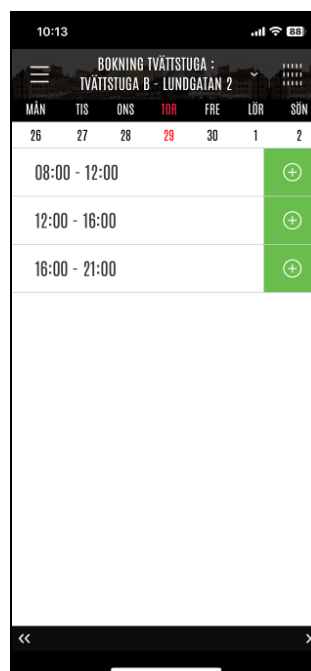 10:13
88
BOKNING TVÄTTSTUGA :
TVÄTTSTUGA B - LUNDGATAN 2
MÅN TIS ONS TOR FRE LÖR SÖN
26 27 28 29 30 1 2
08:00 - 12:00
12:00 - 16:00
16:00 - 21:00